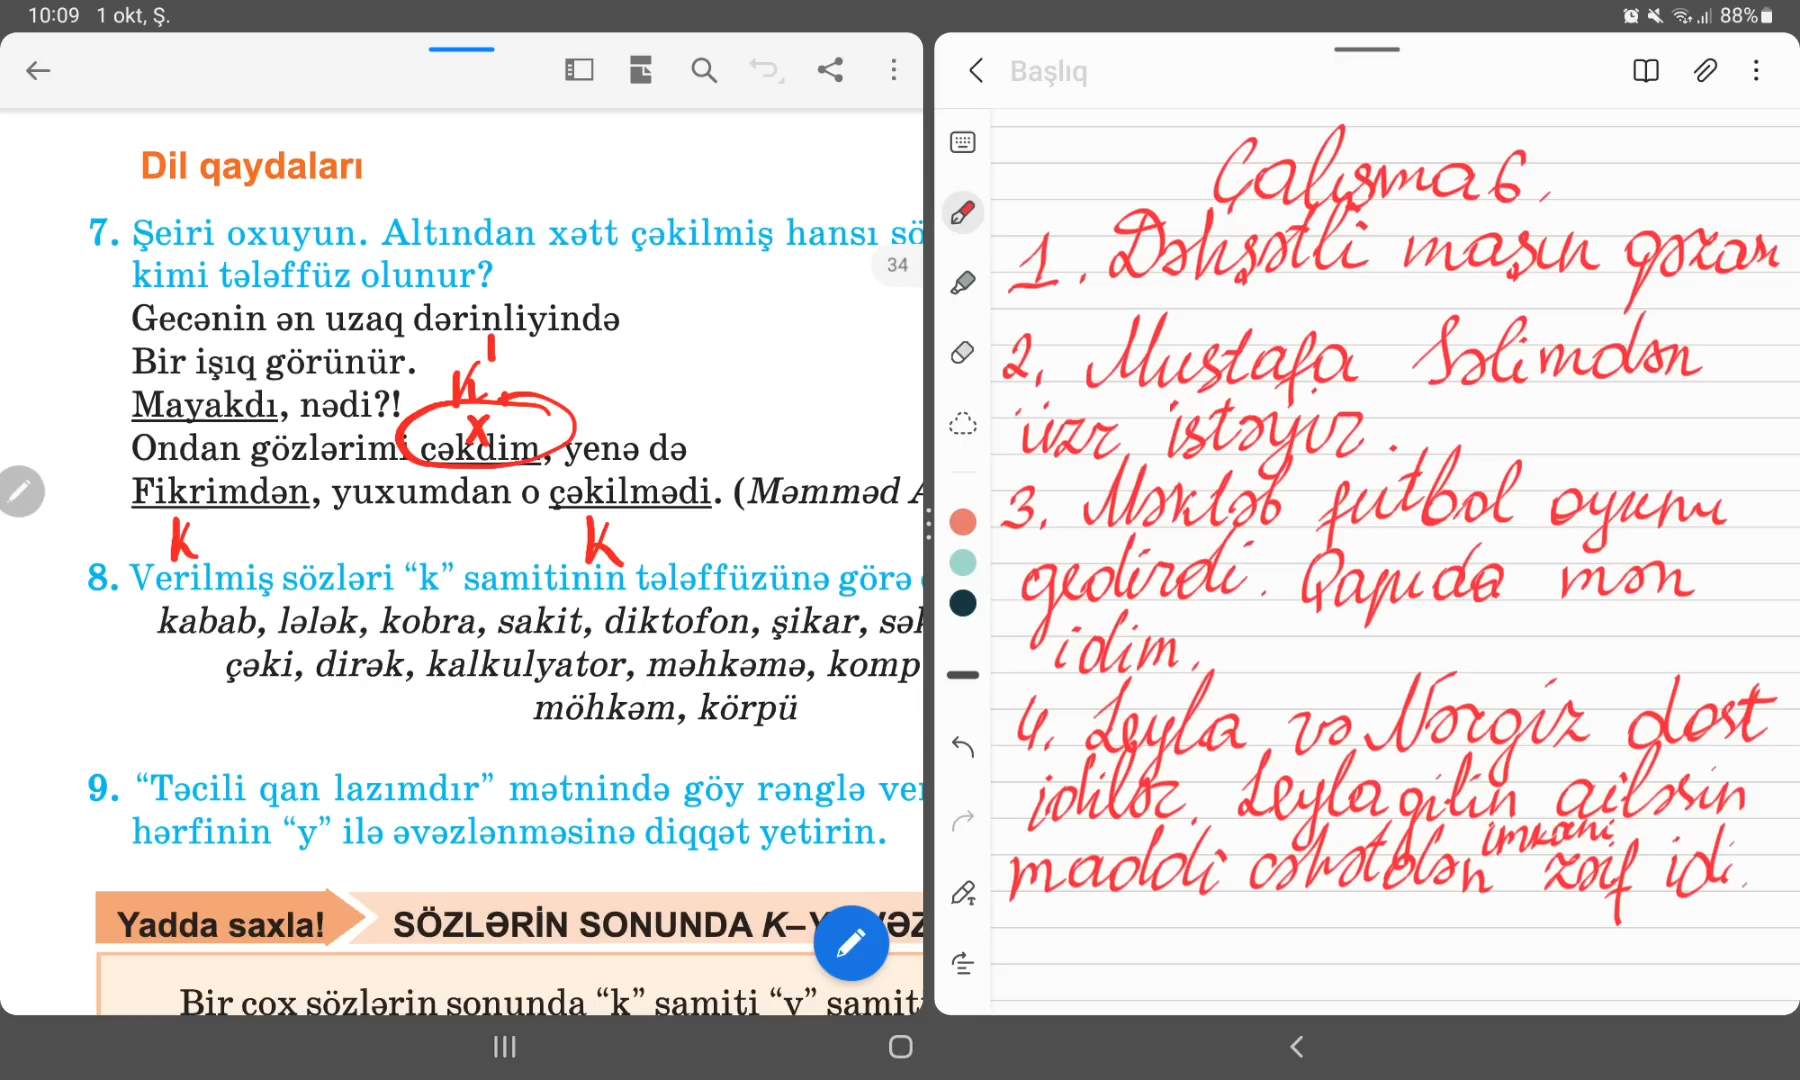 10:09 1 okt, Ş.
88%
Dil qaydaları
7. Şeiri oxuyun. Altından xətt çəkilmiş hansı sö
kimi tələffüz olunur?
34
Gecənin ən uzaq dərinliyində
Bir işıq görünür.
k'
Mayakdı, nədi?!
x
Ondan gözlərimi çəkdim, yenə də
Fikrimdən, yuxumdan o çəkilmədi. (Məmməd A
k k
8. Verilmiş sözləri “k” samitinin tələffüzünə görə
kabab, lələk, kobra, sakit, diktofon, şikar, sək
çəki, dirək, kalkulyator, məhkəmə, komp
möhkəm, körpü
9. “Təcili qan lazımdır” mətnində göy rənglə ve
hərfinin “y” ilə əvəzlənməsinə diqqət yetirin.
Yadda saxla! SÖZLƏRİN SONUNDA K–
Bir çox sözlərin sonunda “k” samiti “y” samit
Başlıq
Çalışma 6.
1. Dəhşətli maşın qəzası
2. Mustafa Səlimdən
üzr istəyir.
3. Məktəb futbol oyunu
gedirdi. Qapıda mən
idim.
4. Leyla və Nərgiz dost
idilər. Leylagilin ailəsin
maddi cəhətdən imkanı zəif idi.